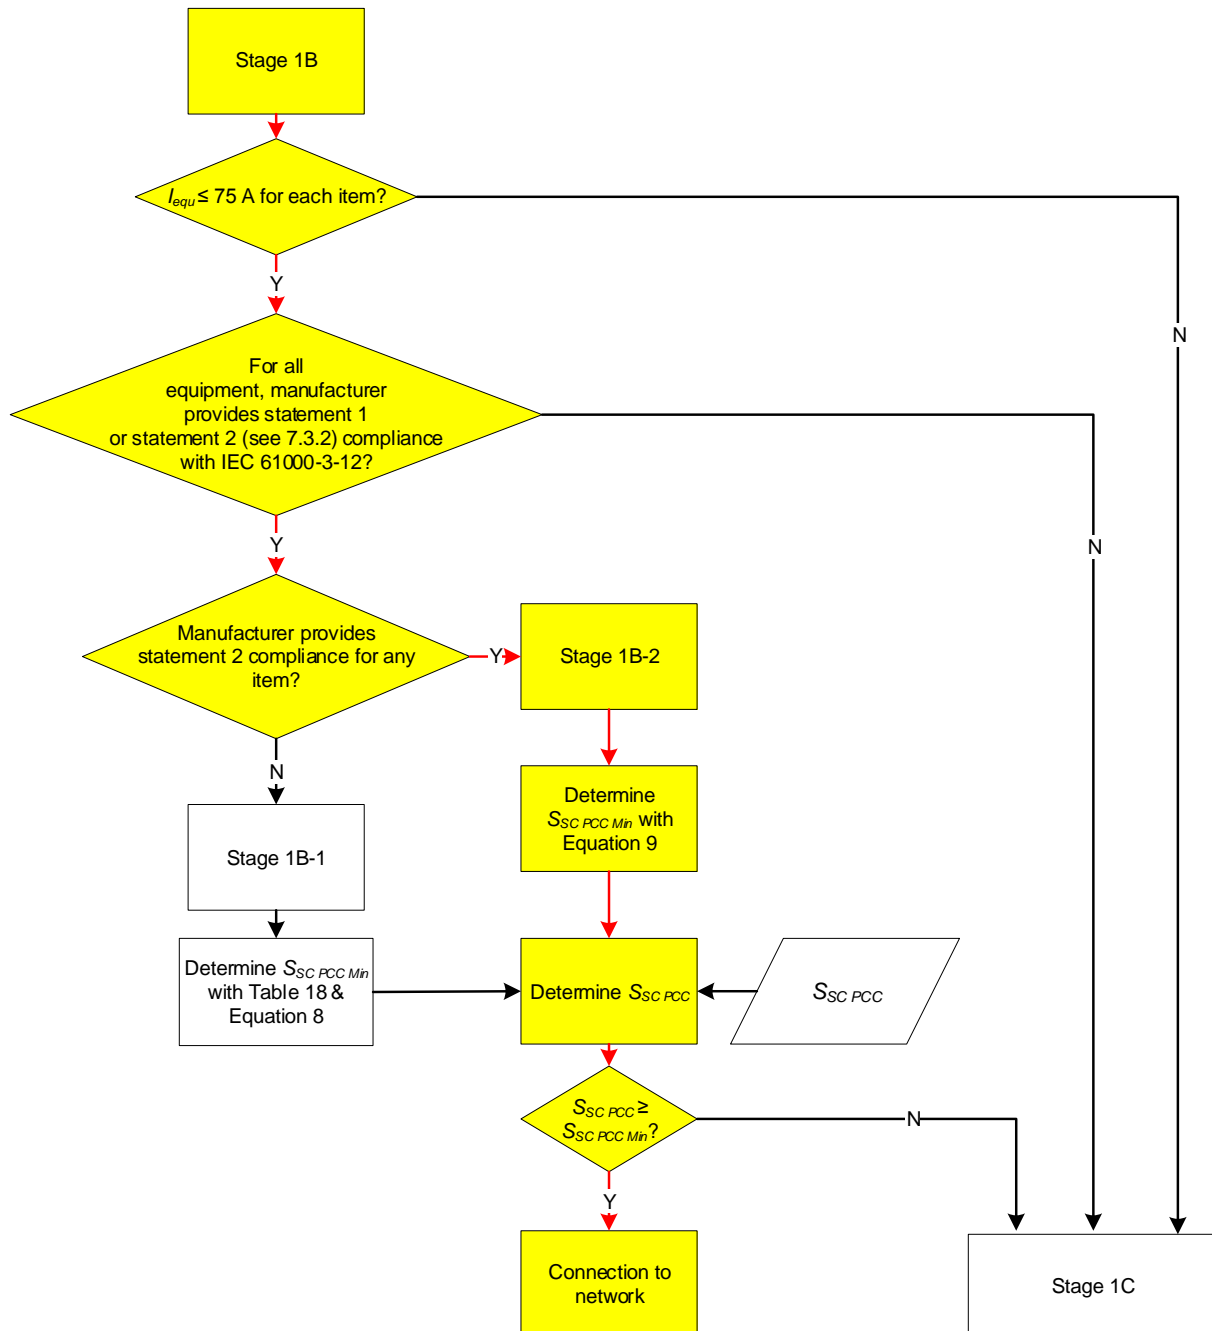 Stage 1B
Iequ ≤ 75 A for each item?
Y
N
For all
equipment, manufacturer
provides statement 1
or statement 2 (see 7.3.2) compliance
with IEC 61000-3-12?
Y
N
Manufacturer provides
statement 2 compliance for any
item?
Y
Stage 1B-2
N
Determine
SSC PCC Min with
Equation 9
Stage 1B-1
Determine SSC PCC Min
with Table 18 &
Equation 8
Determine SSC PCC
SSC PCC
SSC PCC ≥
SSC PCC Min?
N
Y
Connection to
network
Stage 1C